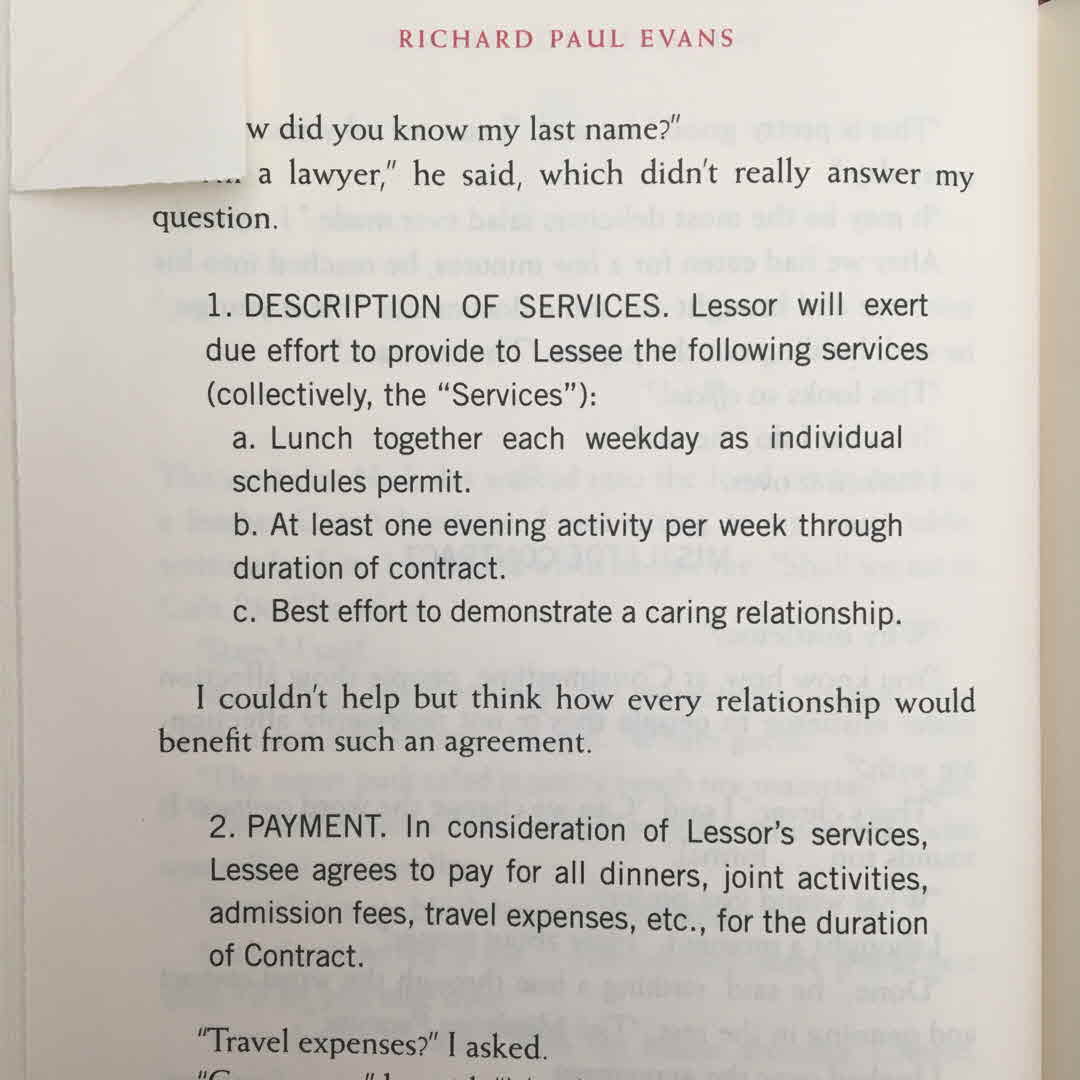 RICHARD PAUL EVANS
w did you know my last name?"
a lawyer," he said, which didn't really answer my
question.
1. DESCRIPTION OF SERVICES. Lessor will exert
due effort to provide to Lessee the following services
(collectively, the “Services”):
a. Lunch together each weekday as individual
schedules permit.
b. At least one evening activity per week through
duration of contract.
c. Best effort to demonstrate a caring relationship.
I couldn't help but think how every relationship would
benefit from such an agreement.
2. PAYMENT. In consideration of Lessor’s services,
Lessee agrees to pay for all dinners, joint activities,
admission fees, travel expenses, etc., for the duration
of Contract.
"Travel expenses?" I asked.